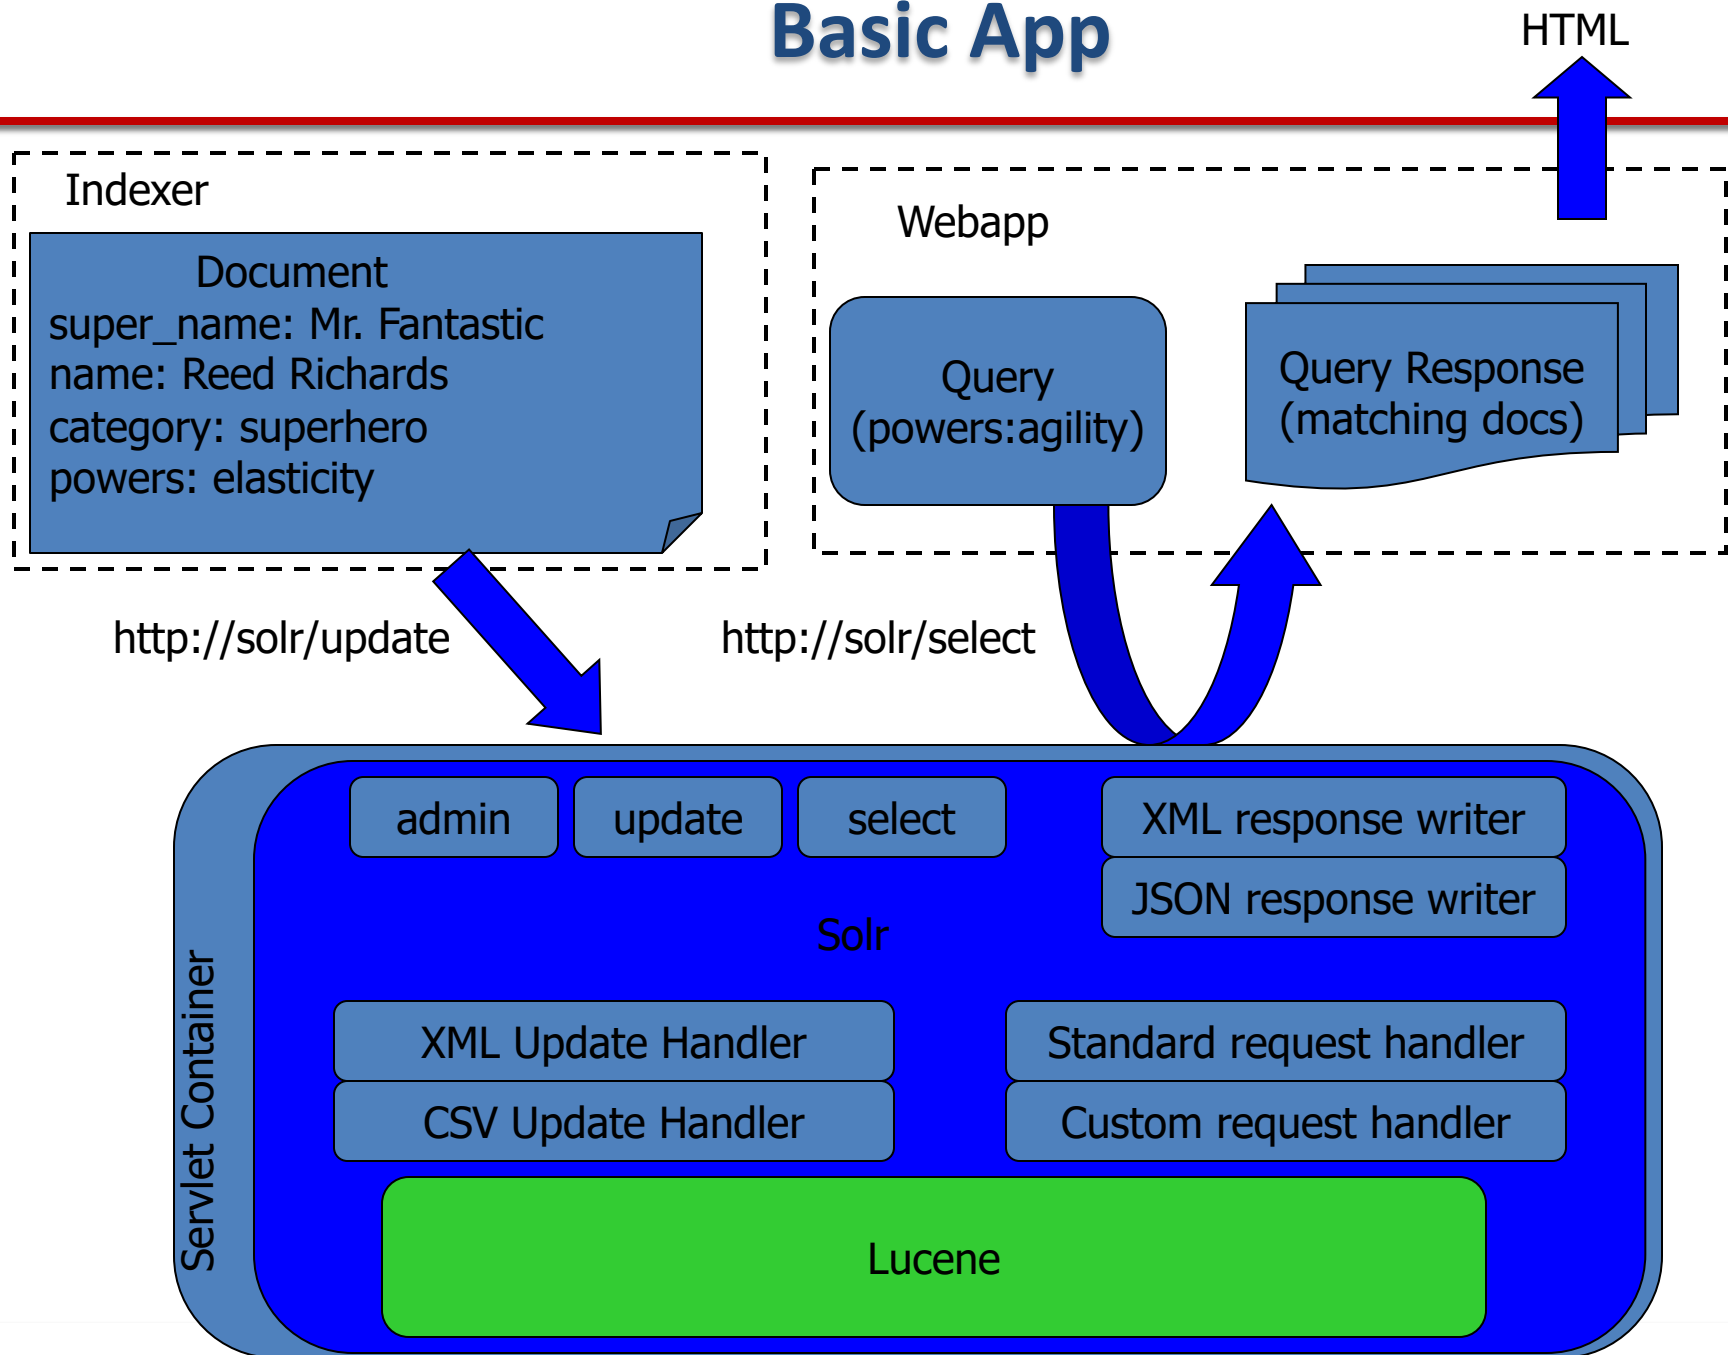 Basic App
HTML
Indexer
Document
super_name: Mr. Fantastic
name: Reed Richards
category: superhero
powers: elasticity
Webapp
Query
(powers:agility)
Query Response
(matching docs)
http://solr/update
http://solr/select
admin
update
select
XML response writer
JSON response writer
Solr
Servlet Container
XML Update Handler
CSV Update Handler
Standard request handler
Custom request handler
Lucene